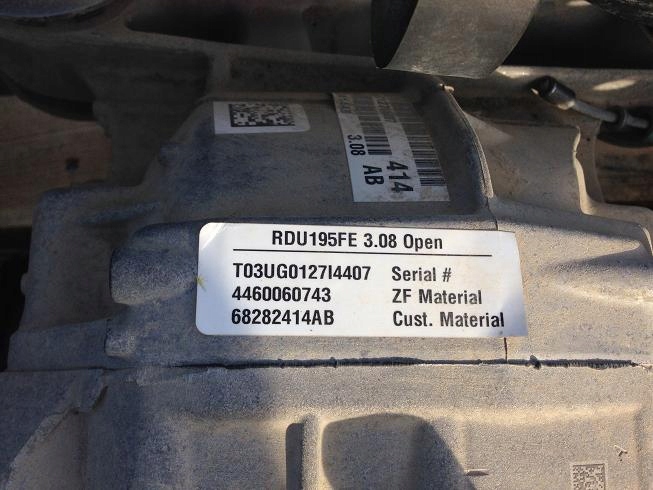 3.08 AB
414
RDU195FE 3.08 Open
T03UG0127I4407 Serial #
4460060743 ZF Material
68282414AB Cust. Material